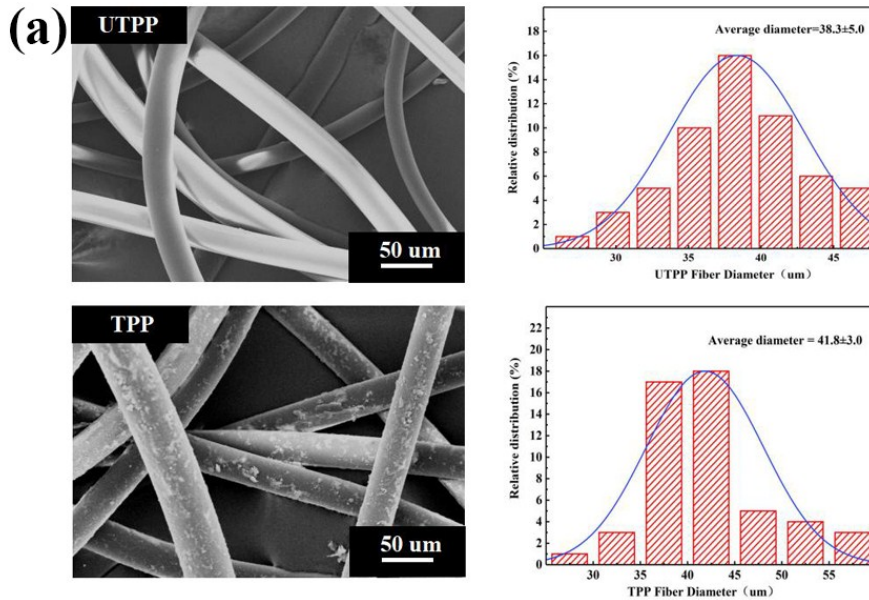 (a)
UTPP
50 um
Average diameter=38.3±5.0
Relative distribution (%)
18
16
14
12
10
8
6
4
2
0
30 35 40 45
UTPP Fiber Diameter（um）
TPP
50 um
Average diameter = 41.8±3.0
Relative distribution (%)
22
20
18
16
14
12
10
8
6
4
2
0
30 35 40 45 50 55
TPP Fiber Diameter（um）